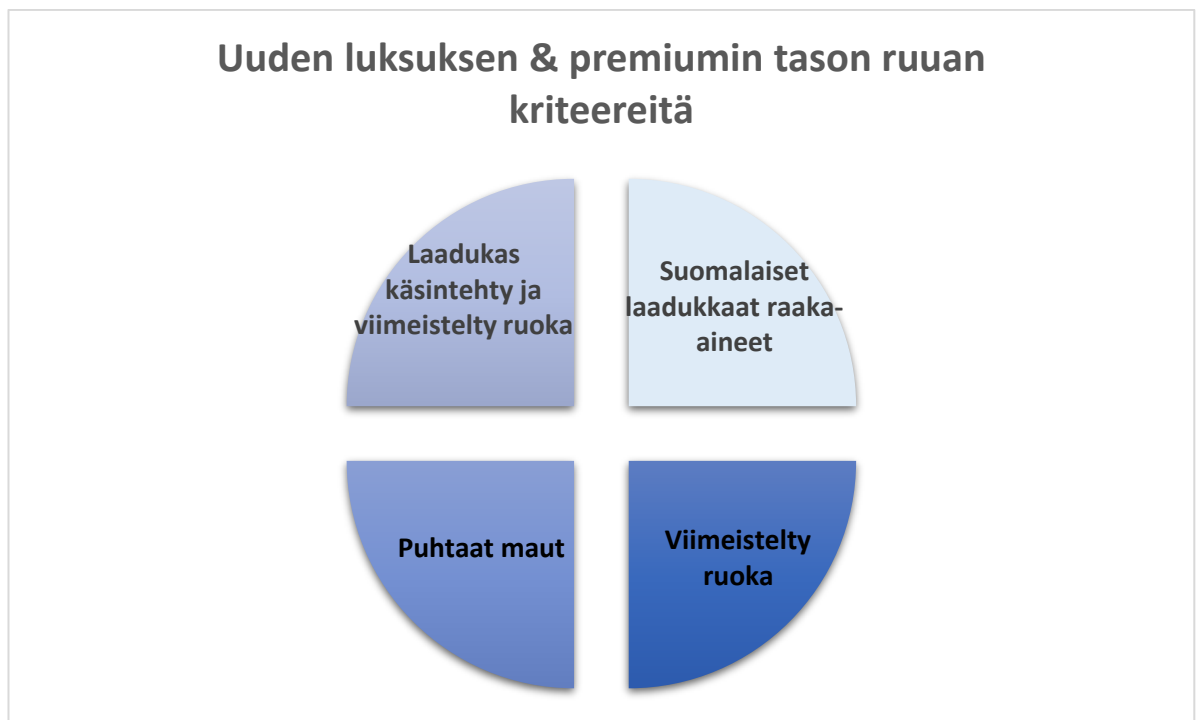 Uuden luksuksen & premiumin tason ruuan
kriteereitä
Laadukas
käsintehty ja
viimeistelty ruoka
Suomalaiset
laadukkaat raaka-
aineet
Puhtaat maut
Viimeistelty
ruoka